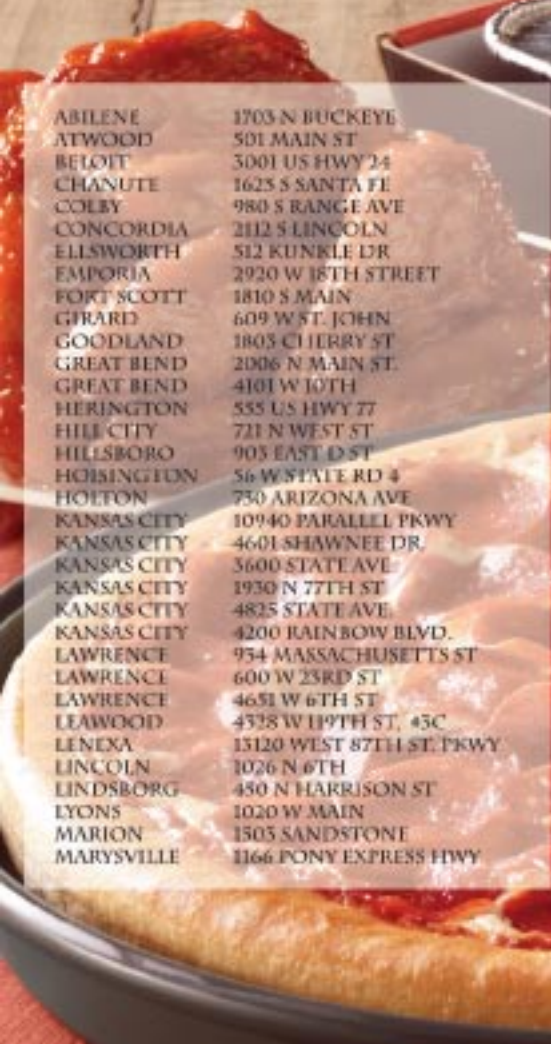 ABILENE 1703 N BUCKEYE
ATWOOD 501 MAIN ST
BELOIT 3001 US HWY 24
CHANUTE 1625 S SANTA FE
COLBY 980 S RANGE AVE
CONCORDIA 2112 S LINCOLN
ELLSWORTH 512 KUNKLE DR
EMPORIA 2920 W 18TH STREET
FORT SCOTT 1810 S MAIN
GIRARD 609 W ST. JOHN
GOODLAND 1803 CHERRY ST
GREAT BEND 2006 N MAIN ST.
GREAT BEND 4101 W 10TH
HERINGTON 555 US HWY 77
HILL CITY 721 N WEST ST
HILLSBORO 903 EAST D ST
HOISINGTON 56 W STATE RD 4
HOLTON 730 ARIZONA AVE
KANSAS CITY 10940 PARALLEL PKWY
KANSAS CITY 4601 SHAWNEE DR.
KANSAS CITY 3600 STATE AVE
KANSAS CITY 1930 N 77TH ST
KANSAS CITY 4825 STATE AVE.
KANSAS CITY 4200 RAINBOW BLVD.
LAWRENCE 934 MASSACHUSETTS ST
LAWRENCE 600 W 23RD ST
LAWRENCE 4651 W 6TH ST
LEAWOOD 4328 W 119TH ST, 43C
LENEXA 13120 WEST 87TH ST. PKWY
LINCOLN 1026 N 6TH
LINDSBORG 450 N HARRISON ST
LYONS 1020 W MAIN
MARION 1503 SANDSTONE
MARYSVILLE 1166 PONY EXPRESS HWY